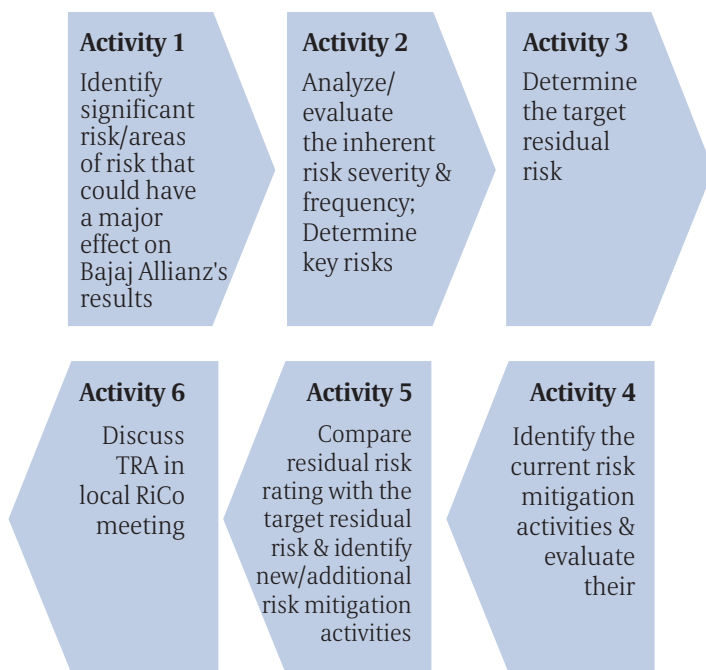 Activity 1
Identify
significant
risk/areas
of risk that
could have
a major
effect on
Bajaj Allianz's
results
Activity 2
Analyze/
evaluate
the inherent
risk severity &
frequency;
Determine
key risks
Activity 3
Determine
the target
residual
risk
Activity 4
Identify the
current risk
mitigation
activities &
evaluate
their
Activity 5
Compare
residual risk
rating with the
target residual
risk & identify
new/additional
risk mitigation
activities
Activity 6
Discuss
TRA in
local RiCo
meeting